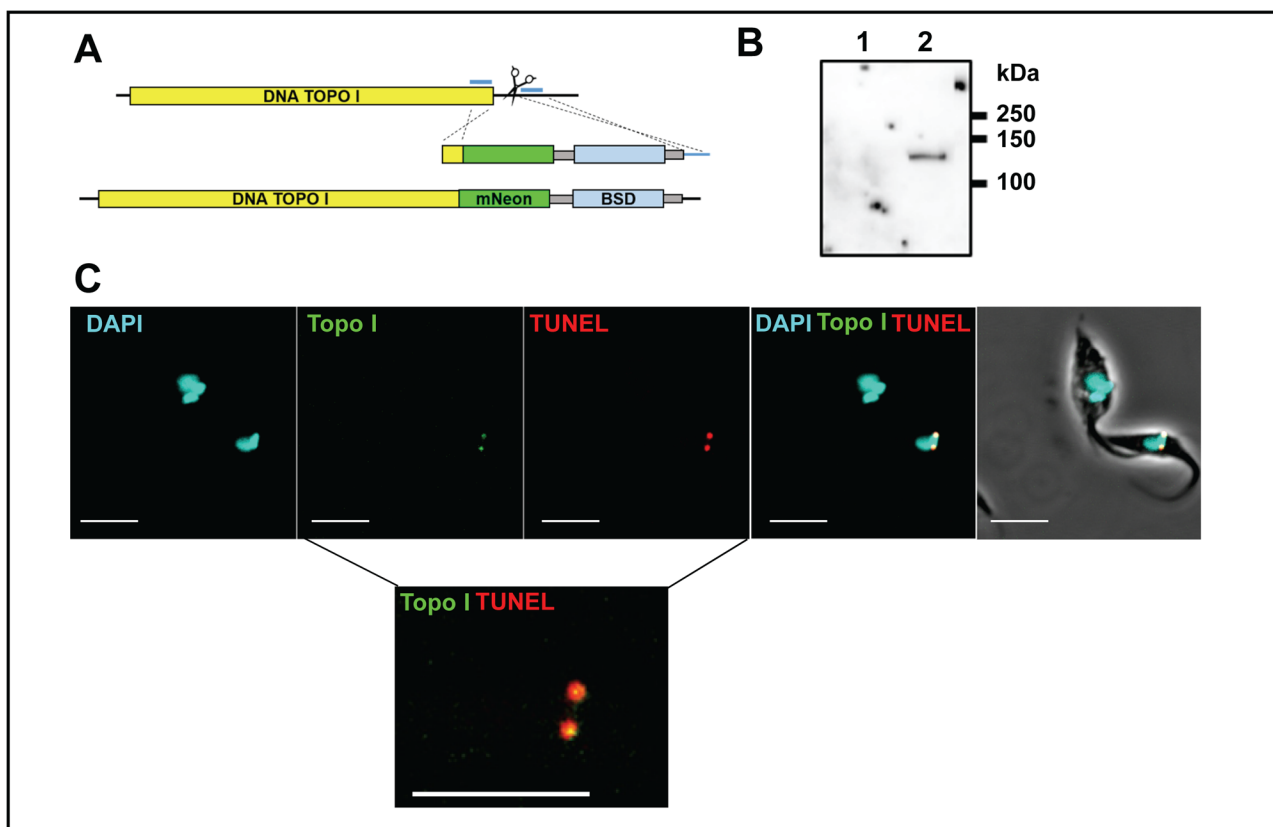 A
DNA TOPO I
DNA TOPO I mNeon BSD
B
1 2
kDa
250
150
100
C
DAPI
Topo I
TUNEL
DAPI Topo I TUNEL
Topo I TUNEL